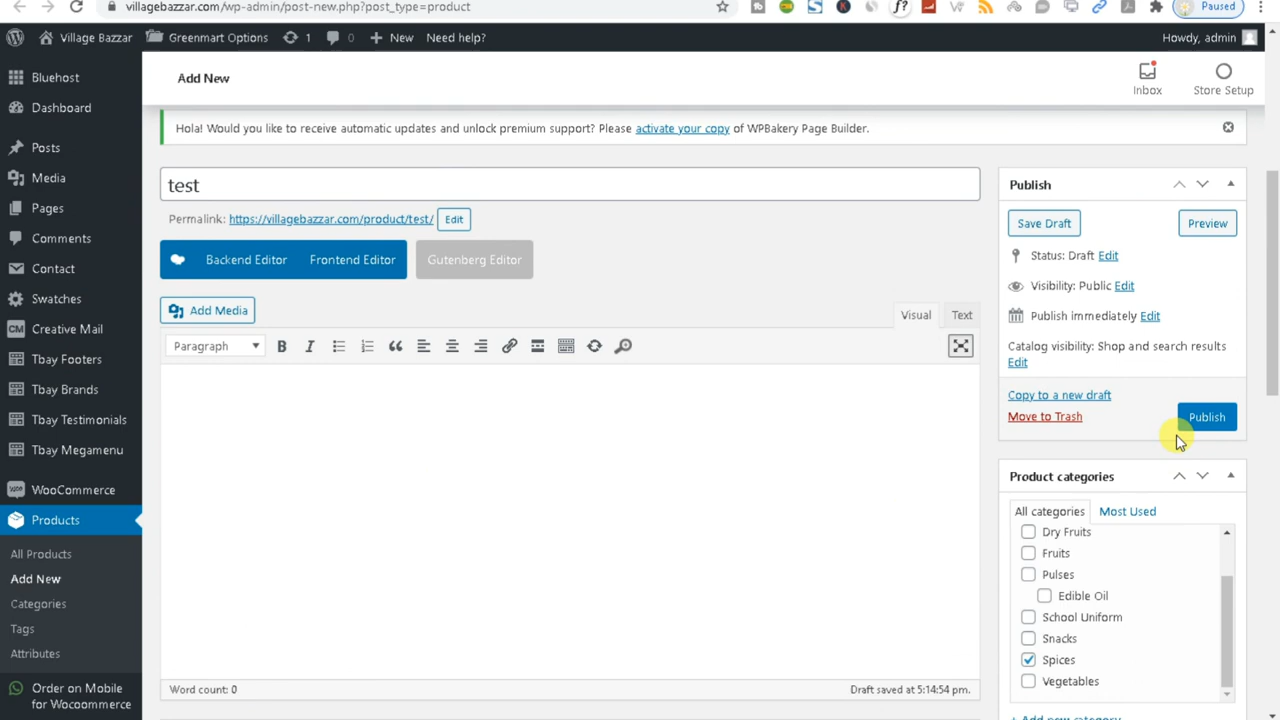 villagebazzar.com/wp-admin/post-new.php?post_type=product
Paused
Village Bazzar
Greenmart Options
1
0
New
Need help?
Howdy, admin
Bluehost
Dashboard
Posts
Media
Pages
Comments
Contact
Swatches
Creative Mail
Tbay Footers
Tbay Brands
Tbay Testimonials
Tbay Megamenu
WooCommerce
Products
All Products
Add New
Categories
Tags
Attributes
Order on Mobile
for Wocoommerce
Add New
Inbox
Store Setup
Hola! Would you like to receive automatic updates and unlock premium support? Please activate your copy of WPBakery Page Builder.
test
Permalink: https://villagebazzar.com/product/test/ Edit
Backend Editor
Frontend Editor
Gutenberg Editor
Add Media
Visual
Text
Paragraph
Word count: 0
Draft saved at 5:14:54 pm.
Publish
Save Draft
Preview
Status: Draft Edit
Visibility: Public Edit
Publish immediately Edit
Catalog visibility: Shop and search results
Edit
Copy to a new draft
Move to Trash
Publish
Product categories
All categories
Most Used
Dry Fruits
Fruits
Pulses
Edible Oil
School Uniform
Snacks
Spices
Vegetables
+ Add new category